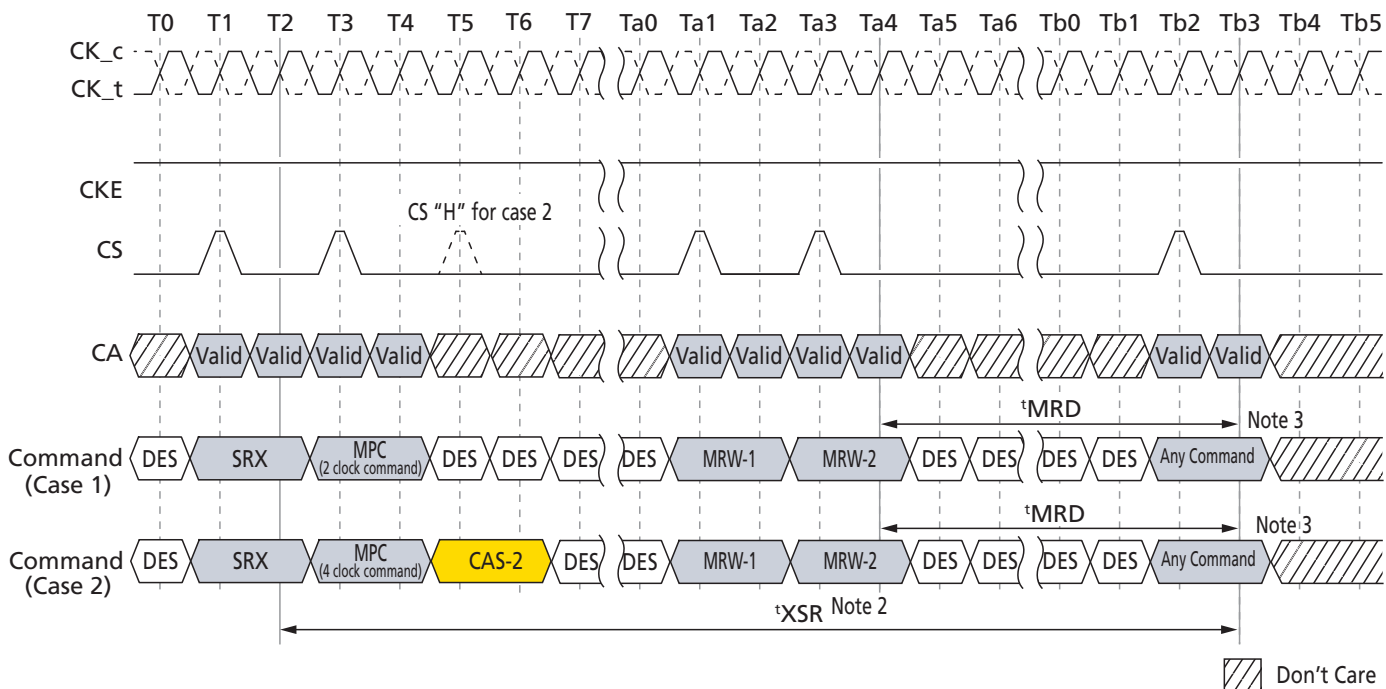 T0 T1 T2 T3 T4 T5 T6 T7 Ta0 Ta1 Ta2 Ta3 Ta4 Ta5 Ta6 Tb0 Tb1 Tb2 Tb3 Tb4 Tb5
CK_c
CK_t
CKE
CS "H" for case 2
CS
CA Valid Valid Valid Valid Valid Valid Valid Valid Valid Valid
tMRD
Note 3
Command
(Case 1)
DES SRX MPC
(2 clock command)
DES DES DES DES MRW-1 MRW-2 DES DES DES DES Any Command
tMRD
Note 3
Command
(Case 2)
DES SRX MPC
(4 clock command)
CAS-2 DES DES MRW-1 MRW-2 DES DES DES DES Any Command
tXSR Note 2
Don't Care